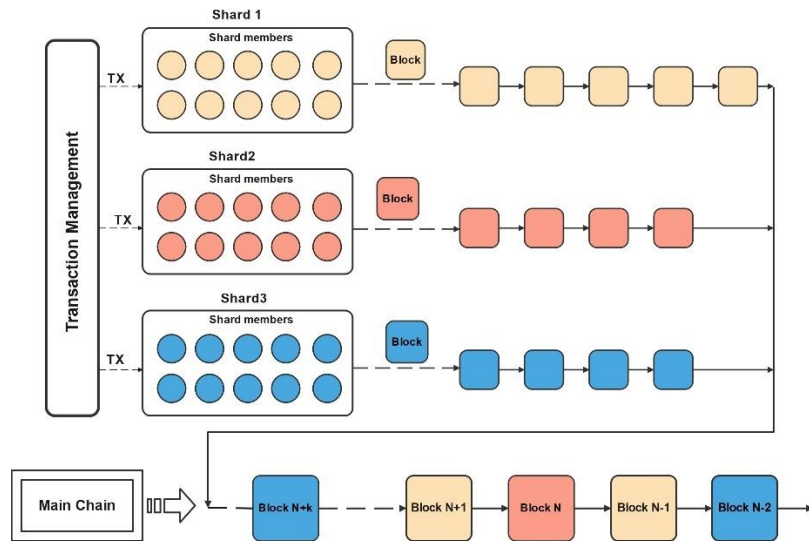 Shard 1
Shard members
Block
TX
Transaction Management
Shard2
Shard members
Block
TX
Shard3
Shard members
Block
TX
Main Chain
Block N+k
Block N+1
Block N
Block N-1
Block N-2